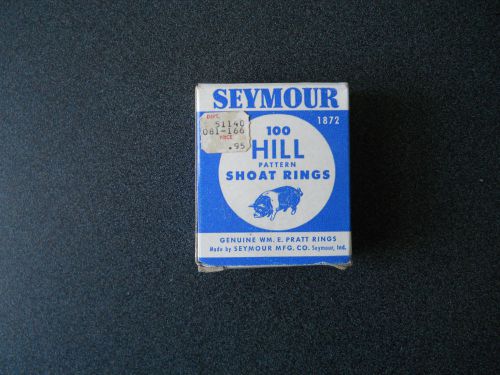 SEYMOUR
1872
DEPT.
51140
081-166
PRICE
.95
100
HILL
PATTERN
SHOAT RINGS
GENUINE WM. E. PRATT RINGS
Made by SEYMOUR MFG. CO. Seymour, Ind.